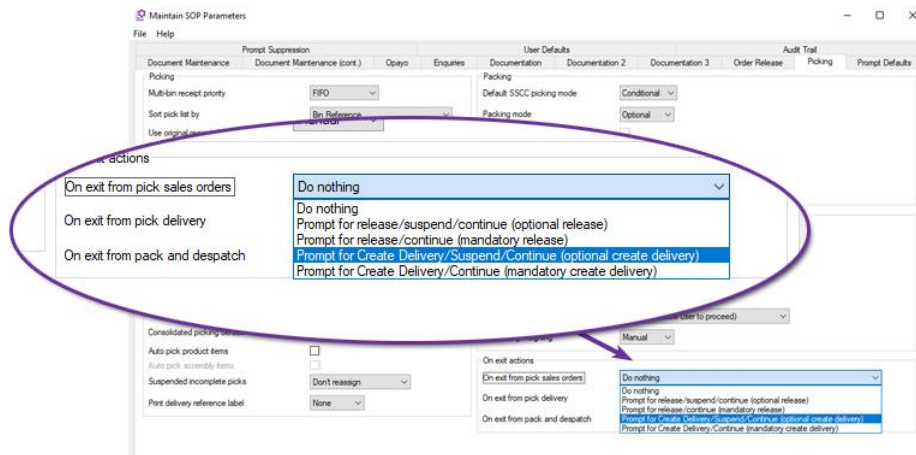 Maintain SOP Parameters
File Help
Prompt Suppression User Defaults Audit Trail
Document Maintenance Document Maintenance (cont.) Opayo Enquiries Documentation Documentation 2 Documentation 3 Order Release Picking Prompt Defaults
Picking Packing
Multi-bin receipt priority FIFO Default SSCC picking mode Conditional
Sort pick list by Bin Reference Packing mode Optional
Use original
actions
On exit from pick sales orders Do nothing
Do nothing
On exit from pick delivery Prompt for release/suspend/continue (optional release)
Prompt for release/continue (mandatory release)
On exit from pack and despatch Prompt for Create Delivery/Suspend/Continue (optional create delivery)
Prompt for Create Delivery/Continue (mandatory create delivery)
user to proceed)
Consolidated picking Manual
Auto pick product items
Auto pick assembly items On exit actions
Suspended incomplete picks Don't reassign On exit from pick sales orders Do nothing
Do nothing
On exit from pick delivery Prompt for release/suspend/continue (optional release)
Print delivery reference label None Prompt for release/continue (mandatory release)
On exit from pack and despatch Prompt for Create Delivery/Suspend/Continue (optional create delivery)
Prompt for Create Delivery/Continue (mandatory create delivery)